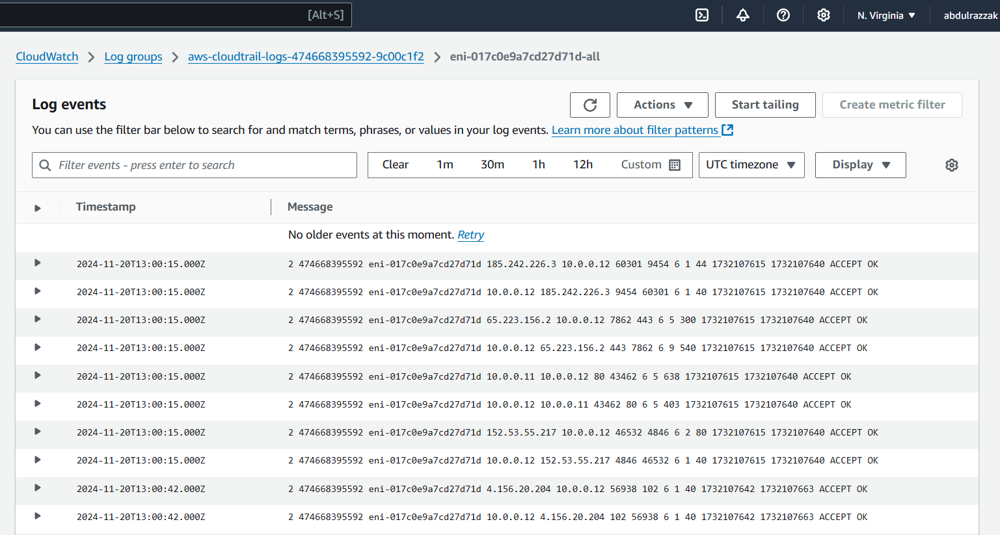 [Alt+S] N. Virginia abdulrazzak
CloudWatch Log groups aws-cloudtrail-logs-474668395592-9c00c1f2 eni-017c0e9a7cd27d71d-all
Log events Actions Start tailing Create metric filter
You can use the filter bar below to search for and match terms, phrases, or values in your log events. Learn more about filter patterns
Filter events - press enter to search Clear 1m 30m 1h 12h Custom UTC timezone Display
Timestamp Message
No older events at this moment. Retry
2024-11-20T13:00:15.000Z 2 474668395592 eni-017c0e9a7cd27d71d 185.242.226.3 10.0.0.12 60301 9454 6 1 44 1732107615 1732107640 ACCEPT OK
2024-11-20T13:00:15.000Z 2 474668395592 eni-017c0e9a7cd27d71d 10.0.0.12 185.242.226.3 9454 60301 6 1 40 1732107615 1732107640 ACCEPT OK
2024-11-20T13:00:15.000Z 2 474668395592 eni-017c0e9a7cd27d71d 65.223.156.2 10.0.0.12 7862 443 6 5 300 1732107615 1732107640 ACCEPT OK
2024-11-20T13:00:15.000Z 2 474668395592 eni-017c0e9a7cd27d71d 10.0.0.12 65.223.156.2 443 7862 6 9 540 1732107615 1732107640 ACCEPT OK
2024-11-20T13:00:15.000Z 2 474668395592 eni-017c0e9a7cd27d71d 10.0.0.11 10.0.0.12 80 43462 6 5 638 1732107615 1732107640 ACCEPT OK
2024-11-20T13:00:15.000Z 2 474668395592 eni-017c0e9a7cd27d71d 10.0.0.12 10.0.0.11 43462 80 6 5 403 1732107615 1732107640 ACCEPT OK
2024-11-20T13:00:15.000Z 2 474668395592 eni-017c0e9a7cd27d71d 152.53.55.217 10.0.0.12 46532 4846 6 2 80 1732107615 1732107640 ACCEPT OK
2024-11-20T13:00:15.000Z 2 474668395592 eni-017c0e9a7cd27d71d 10.0.0.12 152.53.55.217 4846 46532 6 1 40 1732107615 1732107640 ACCEPT OK
2024-11-20T13:00:42.000Z 2 474668395592 eni-017c0e9a7cd27d71d 4.156.20.204 10.0.0.12 56938 102 6 1 40 1732107642 1732107663 ACCEPT OK
2024-11-20T13:00:42.000Z 2 474668395592 eni-017c0e9a7cd27d71d 10.0.0.12 4.156.20.204 102 56938 6 1 40 1732107642 1732107663 ACCEPT OK